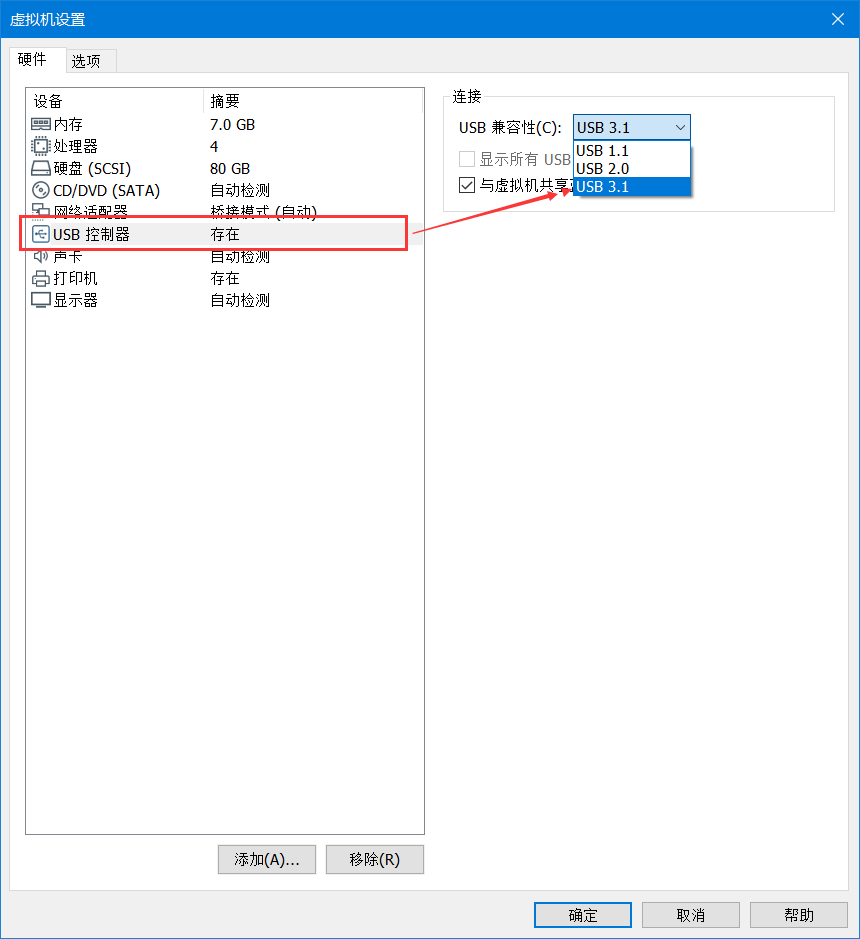 虚拟机设置
硬件 选项
设备 摘要
内存 7.0 GB
处理器 4
硬盘 (SCSI) 80 GB
CD/DVD (SATA) 自动检测
网络适配器 桥接模式 (自动)
USB 控制器 存在
声卡 自动检测
打印机 存在
显示器 自动检测
添加(A)... 移除(R)
连接
USB 兼容性(C): USB 3.1
USB 1.1
USB 2.0
USB 3.1
显示所有 USB
与虚拟机共享
确定 取消 帮助